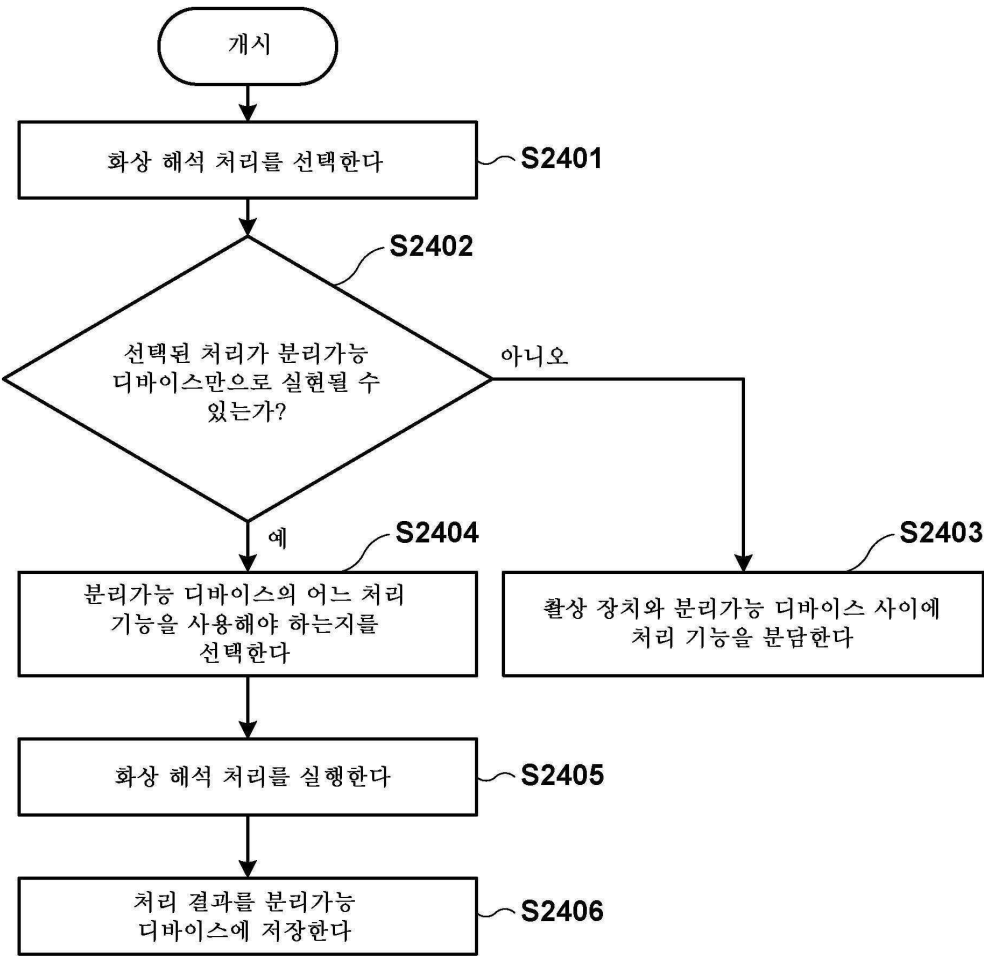 개시
화상 해석 처리를 선택한다
S2401
S2402
선택된 처리가 분리가능
디바이스만으로 실현될 수
있는가?
아니오
예
S2404
분리가능 디바이스의 어느 처리
기능을 사용해야 하는지를
선택한다
S2403
촬상 장치와 분리가능 디바이스 사이에
처리 기능을 분담한다
화상 해석 처리를 실행한다
S2405
처리 결과를 분리가능
디바이스에 저장한다
S2406